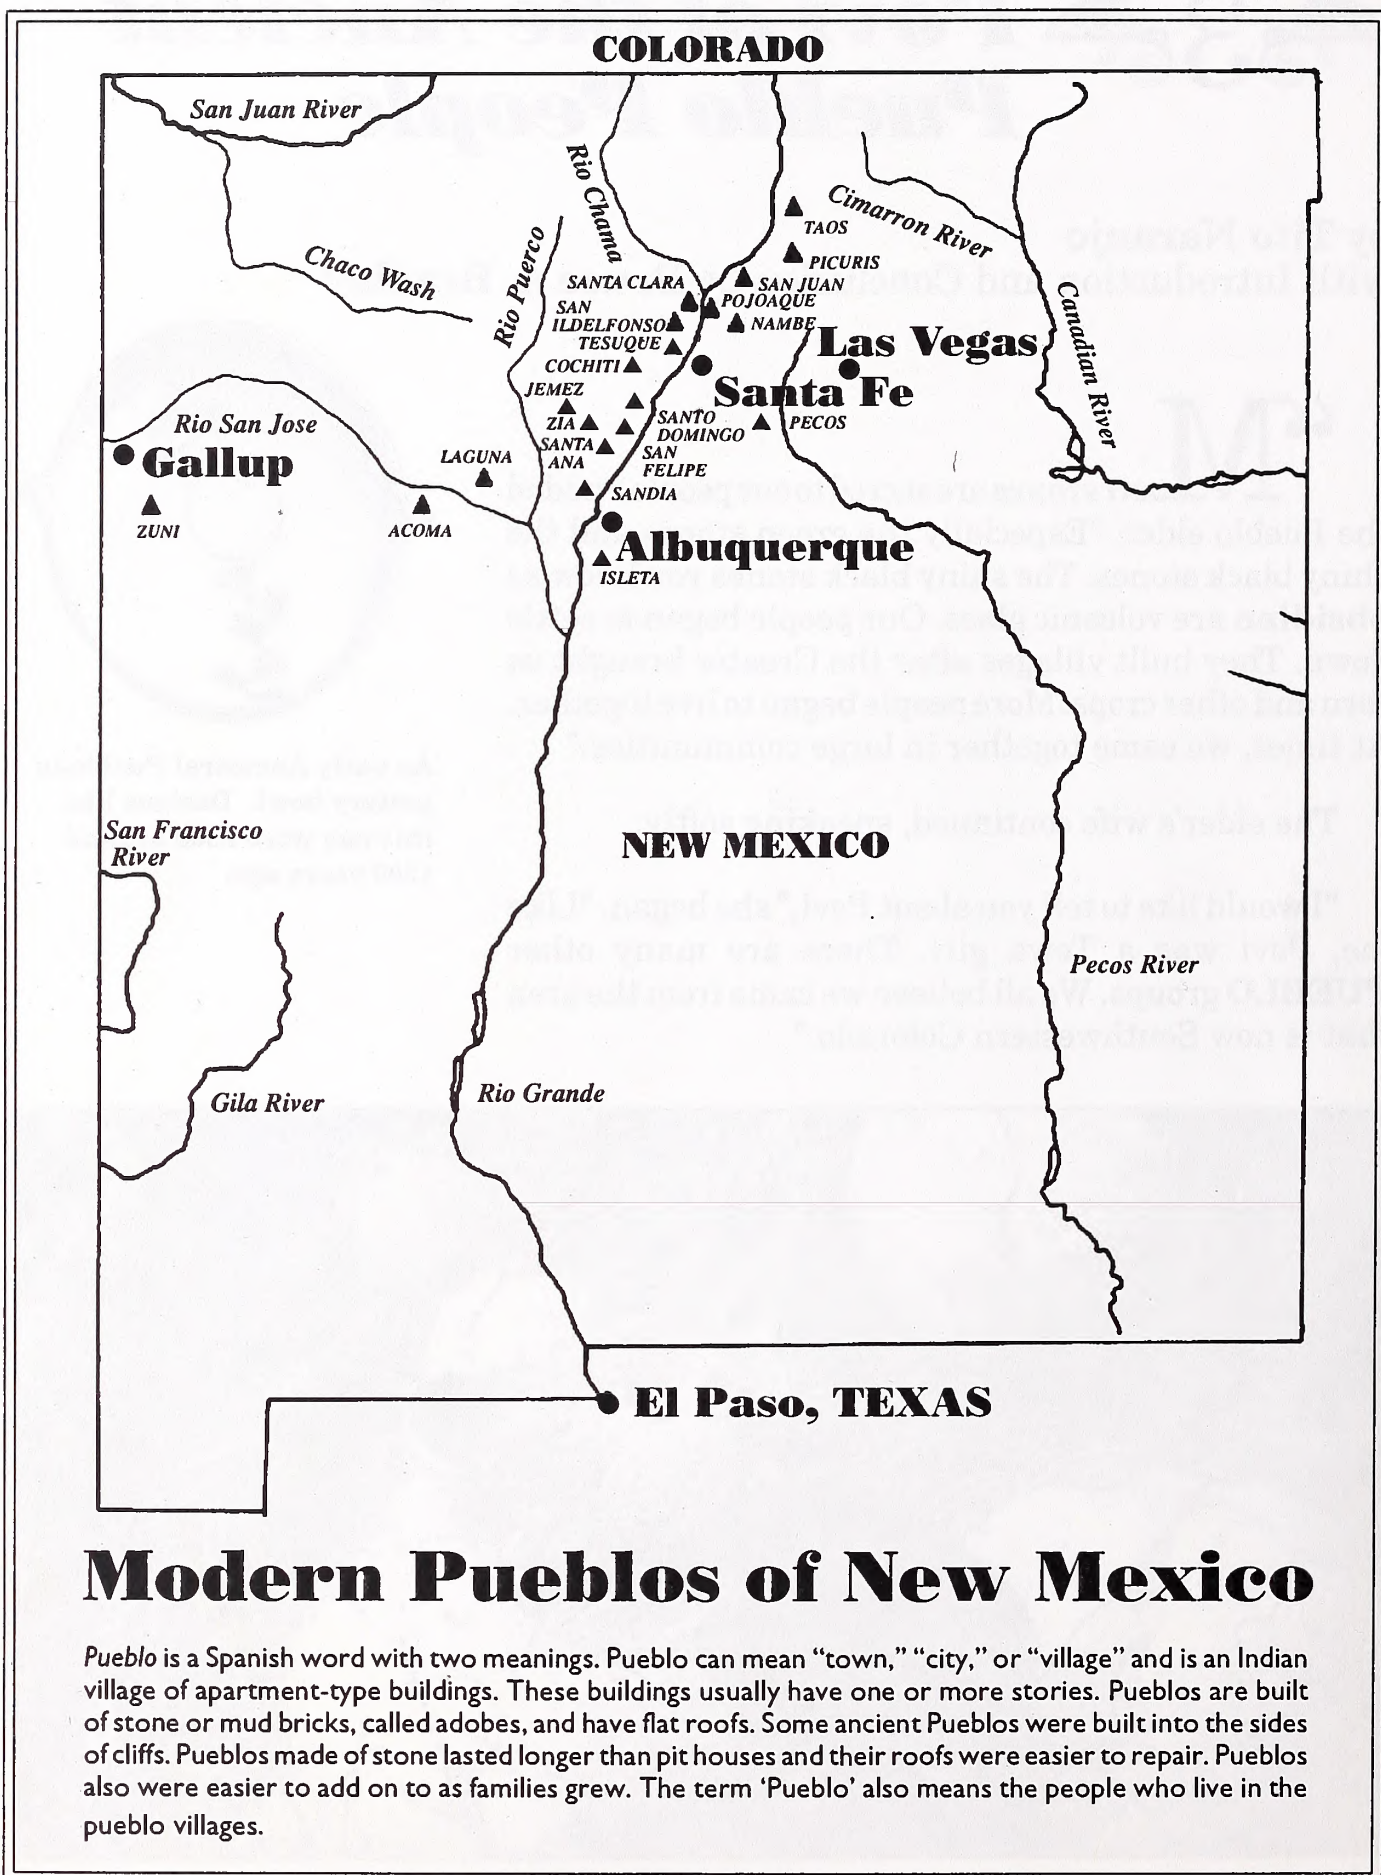 COLORADO
San Juan River
Rio Chama
Cimarron River
TAOS
Rio Puerco
Chaco Wash
PICURIS
SANTA CLARA
SAN JUAN
POJOAQUE
SAN
ILDELFONSO
NAMBE
Canadian River
TESUQUE
Las Vegas
COCHITI
Santa Fe
JEMEZ
Rio San Jose
ZIA
SANTO
DOMINGO
PECOS
SANTA
ANA
SAN
FELIPE
Gallup
LAGUNA
SANDIA
ZUNI
ACOMA
Albuquerque
ISLETA
San Francisco
River
NEW MEXICO
Pecos River
Gila River
Rio Grande
El Paso, TEXAS
Modern Pueblos of New Mexico
Pueblo is a Spanish word with two meanings. Pueblo can mean “town,” “city,” or “village” and is an Indian
village of apartment-type buildings. These buildings usually have one or more stories. Pueblos are built
of stone or mud bricks, called adobes, and have flat roofs. Some ancient Pueblos were built into the sides
of cliffs. Pueblos made of stone lasted longer than pit houses and their roofs were easier to repair. Pueblos
also were easier to add on to as families grew. The term ‘Pueblo’ also means the people who live in the
pueblo villages.